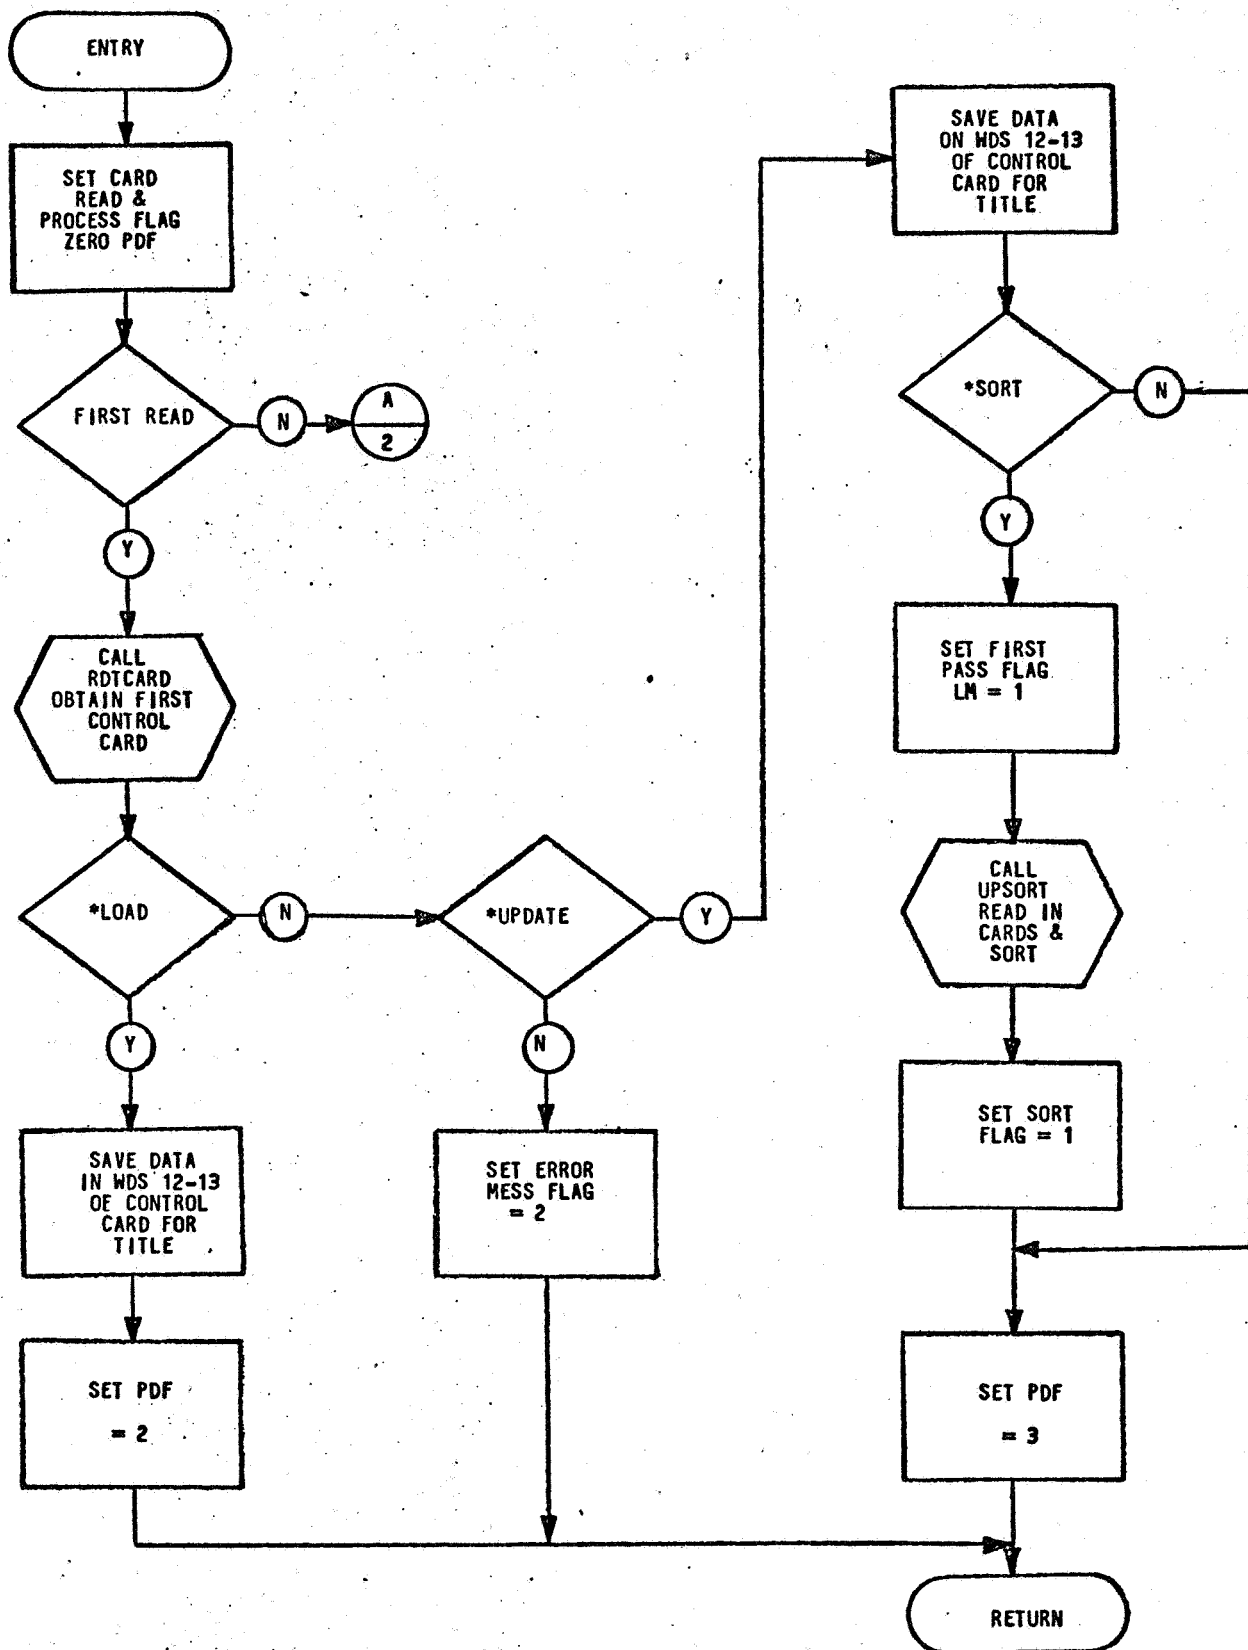 ENTRY
SET CARD
READ &
PROCESS FLAG
ZERO PDF
FIRST READ
N
A
2
Y
CALL
RDTCARD
OBTAIN FIRST
CONTROL
CARD
*LOAD
N
*UPDATE
Y
Y
N
SAVE DATA
IN WDS 12-13
OF CONTROL
CARD FOR
TITLE
SET ERROR
MESS FLAG
= 2
SET PDF
= 2
SAVE DATA
ON WDS 12-13
OF CONTROL
CARD FOR
TITLE
*SORT
N
Y
SET FIRST
PASS FLAG
LM = 1
CALL
UPSORT
READ IN
CARDS &
SORT
SET SORT
FLAG = 1
SET PDF
= 3
RETURN